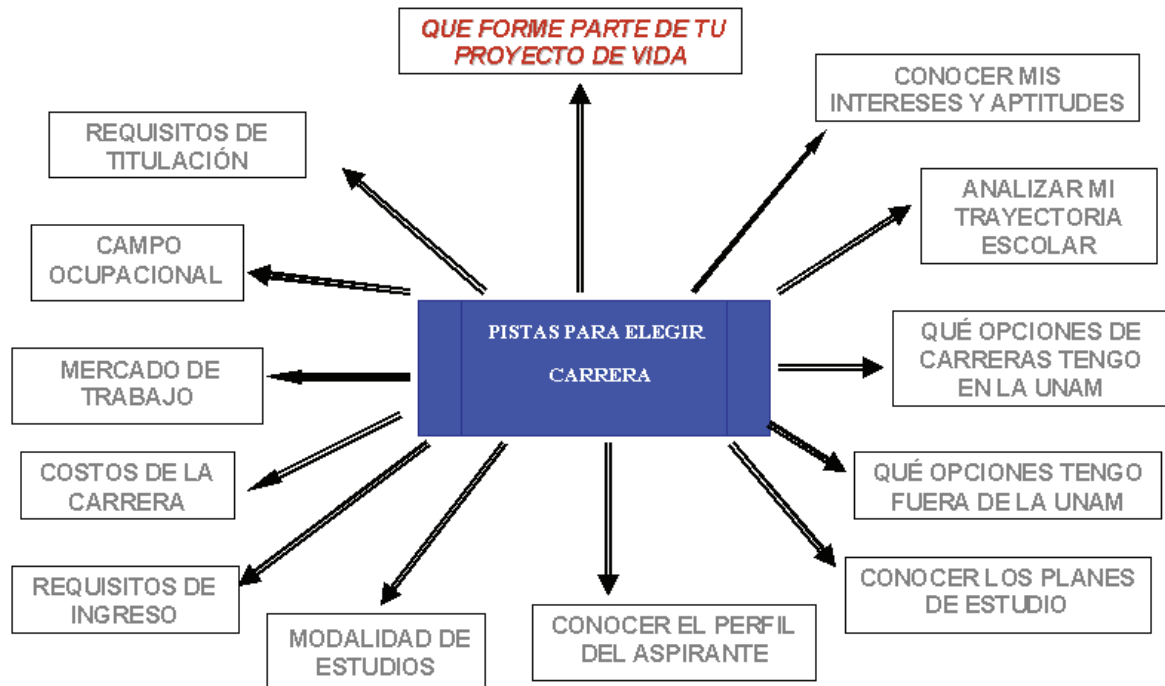 QUE FORME PARTE DE TU
PROYECTO DE VIDA
CONOCER MIS
INTERESES Y APTITUDES
REQUISITOS DE
TITULACIÓN
ANALIZAR MI
TRAYECTORIA
ESCOLAR
CAMPO
OCUPACIONAL
PISTAS PARA ELEGIR
CARRERA
QUÉ OPCIONES DE
CARRERAS TENGO
EN LA UNAM
MERCADO DE
TRABAJO
COSTOS DE LA
CARRERA
QUÉ OPCIONES TENGO
FUERA DE LA UNAM
REQUISITOS DE
INGRESO
CONOCER LOS PLANES
DE ESTUDIO
MODALIDAD DE
ESTUDIOS
CONOCER EL PERFIL
DEL ASPIRANTE